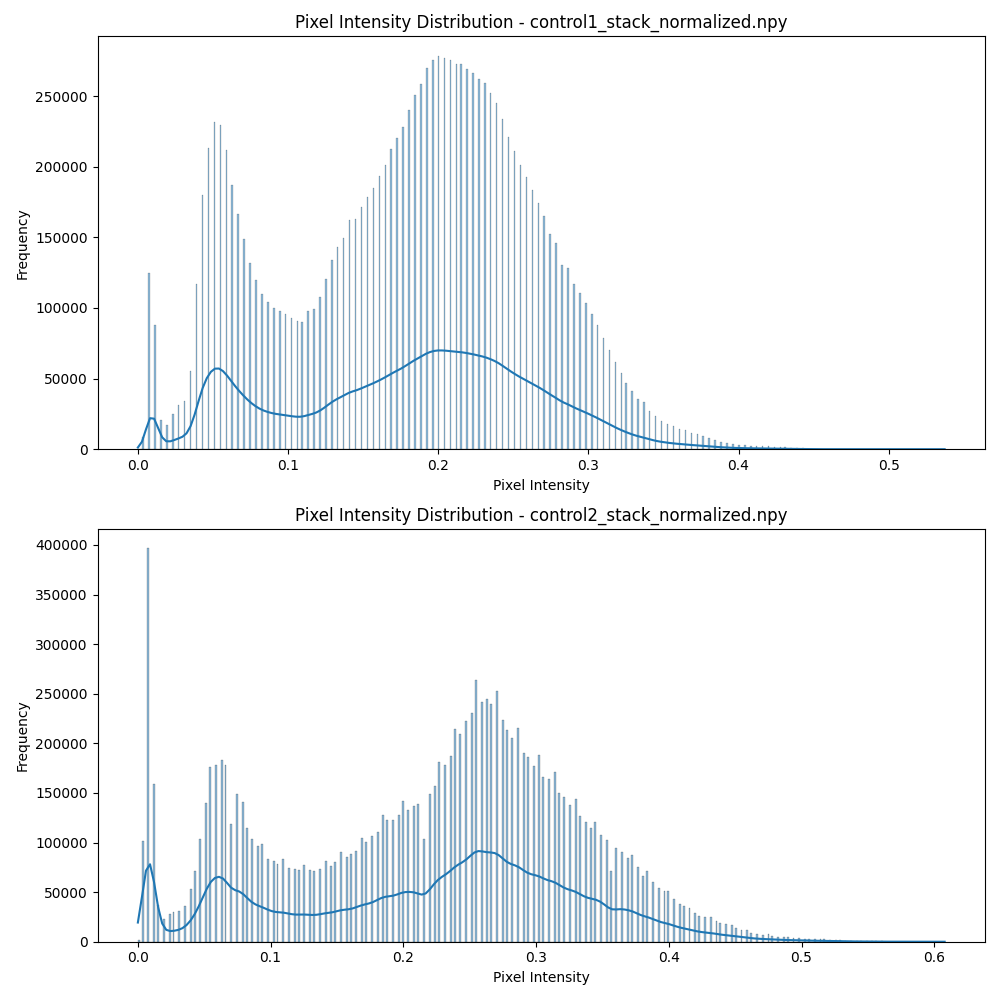 Pixel Intensity Distribution - control1_stack_normalized.npy
250000
200000
150000
100000
50000
0
Frequency
0.0 0.1 0.2 0.3 0.4 0.5
Pixel Intensity
Pixel Intensity Distribution - control2_stack_normalized.npy
400000
350000
300000
250000
200000
150000
100000
50000
0
Frequency
0.0 0.1 0.2 0.3 0.4 0.5 0.6
Pixel Intensity